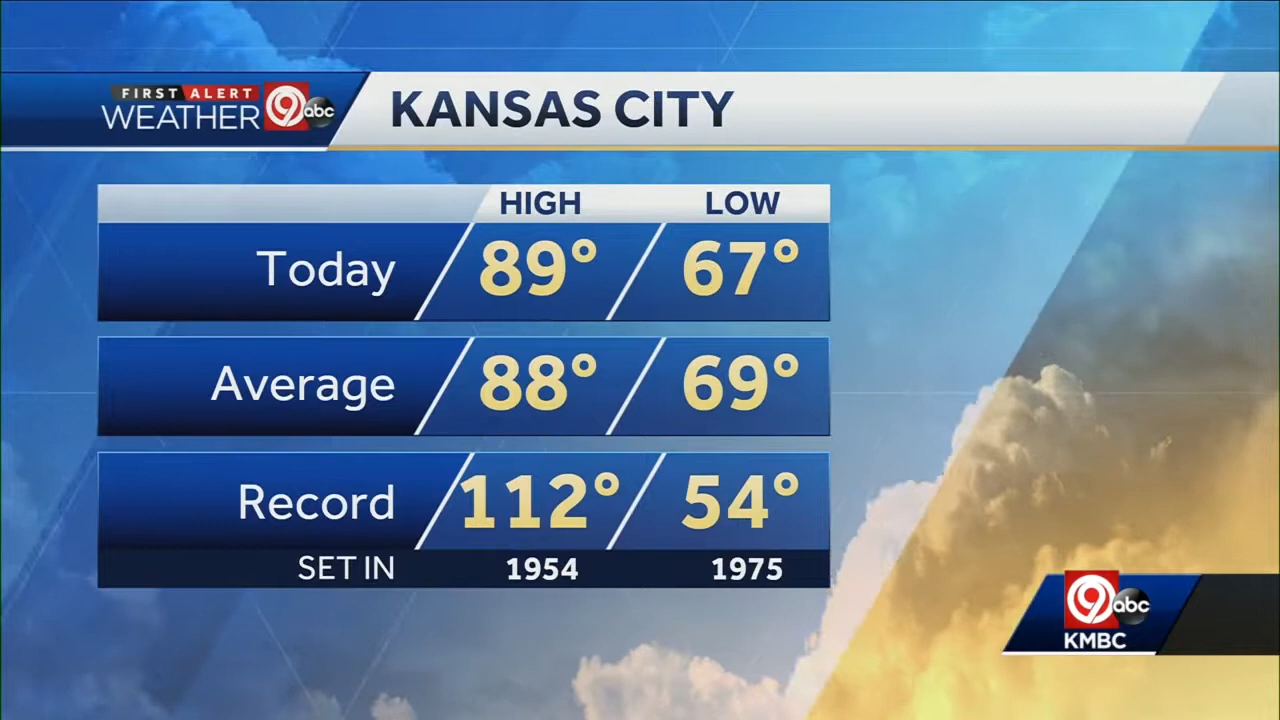 FIRST ALERT
WEATHER 9 abc
KANSAS CITY
HIGH LOW
Today 89° 67°
Average 88° 69°
Record 112° 54°
SET IN 1954 1975
9 abc
KMBC